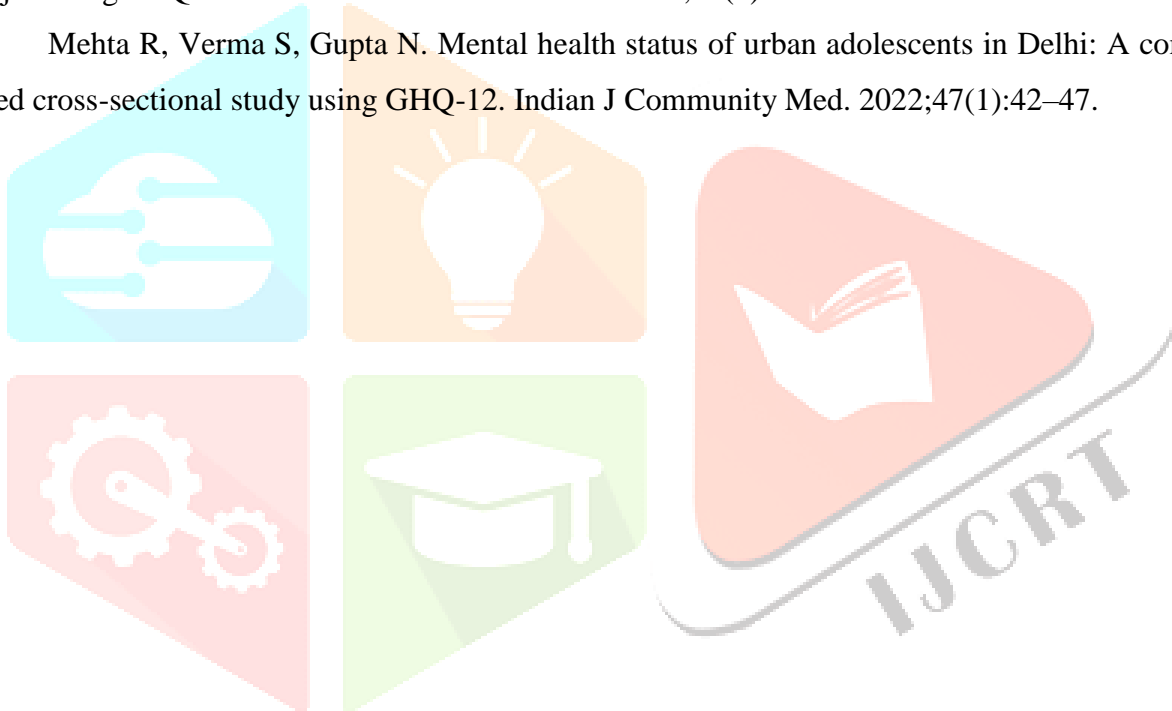 Mehta R, Verma S, Gupta N. Mental health status of urban adolescents in Delhi: A
ed cross-sectional study using GHQ-12. Indian J Community Med. 2022;47(1):42–47.
IJCRT